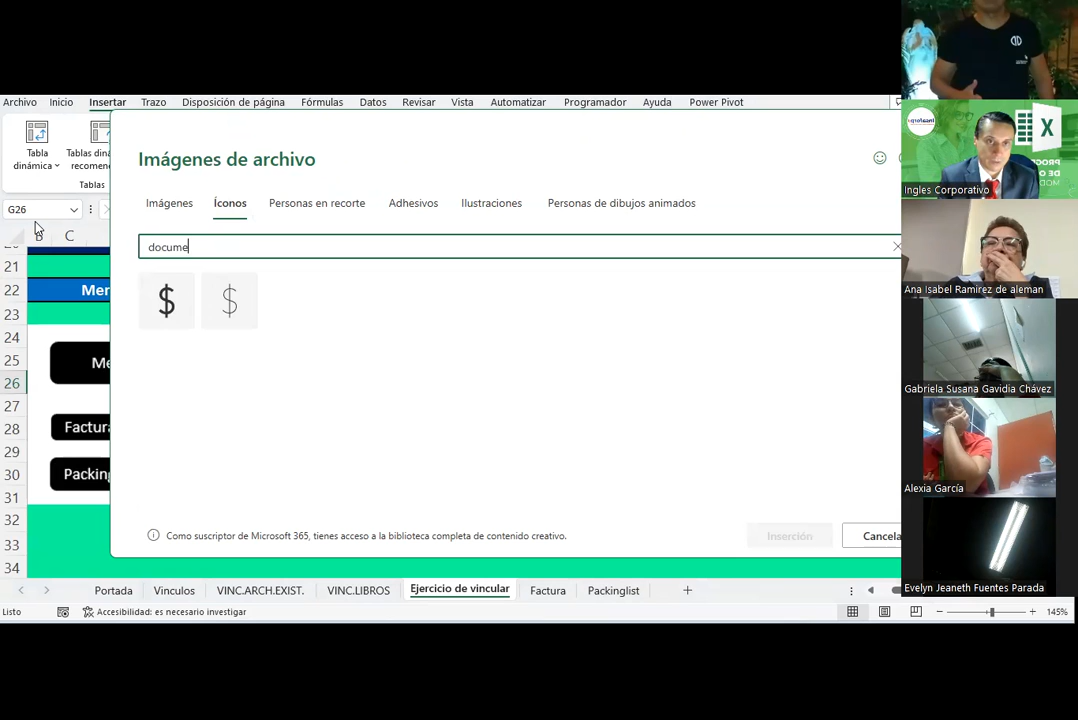 Archivo Inicio Insertar Trazo Disposición de página Fórmulas Datos Revisar Vista Automatizar Programador Ayuda Power Pivot
Tabla
dinámica
Tablas diná
recomen
Tablas
G26
B C
21
22
23
24
25
26
27
28
29
30
31
32
33
34
Mer
Me
Factura
Packing
Imágenes de archivo
Imágenes Íconos Personas en recorte Adhesivos Ilustraciones Personas de dibujos animados
docume
$ $
Como suscriptor de Microsoft 365, tienes acceso a la biblioteca completa de contenido creativo.
Inserción
Cancela
Portada Vinculos VINC.ARCH.EXIST. VINC.LIBROS Ejercicio de vincular Factura Packinglist
Listo
Accesibilidad: es necesario investigar
145%
X
Ingles Corporativo
Ana Isabel Ramirez de aleman
Gabriela Susana Gavidia Chávez
Alexia García
Evelyn Jeaneth Fuentes Parada